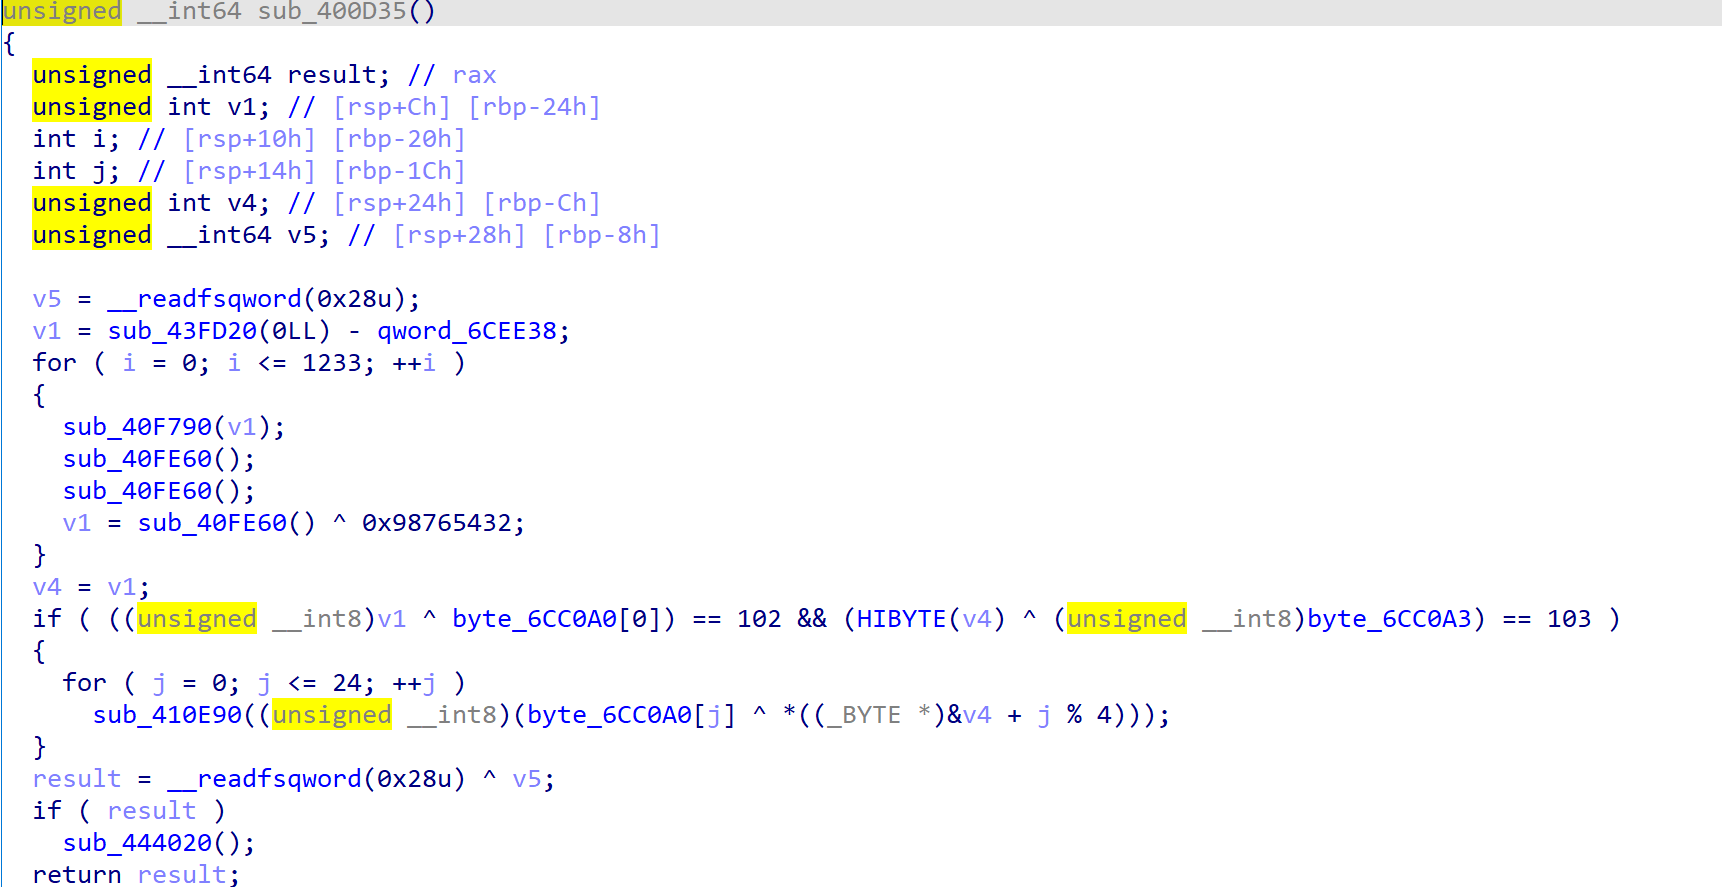 unsigned __int64 sub_400D35()
{
  unsigned __int64 result; // rax
  unsigned int v1; // [rsp+Ch] [rbp-24h]
  int i; // [rsp+10h] [rbp-20h]
  int j; // [rsp+14h] [rbp-1Ch]
  unsigned int v4; // [rsp+24h] [rbp-Ch]
  unsigned __int64 v5; // [rsp+28h] [rbp-8h]

  v5 = __readfsqword(0x28u);
  v1 = sub_43FD20(0LL) - qword_6CEE38;
  for ( i = 0; i <= 1233; ++i )
  {
    sub_40F790(v1);
    sub_40FE60();
    sub_40FE60();
    v1 = sub_40FE60() ^ 0x98765432;
  }
  v4 = v1;
  if ( ((unsigned __int8)v1 ^ byte_6CC0A0[0]) == 102 && (HIBYTE(v4) ^ (unsigned __int8)byte_6CC0A3) == 103 )
  {
    for ( j = 0; j <= 24; ++j )
      sub_410E90((unsigned __int8)(byte_6CC0A0[j] ^ *((_BYTE *)&v4 + j % 4)));
  }
  result = __readfsqword(0x28u) ^ v5;
  if ( result )
    sub_444020();
  return result;